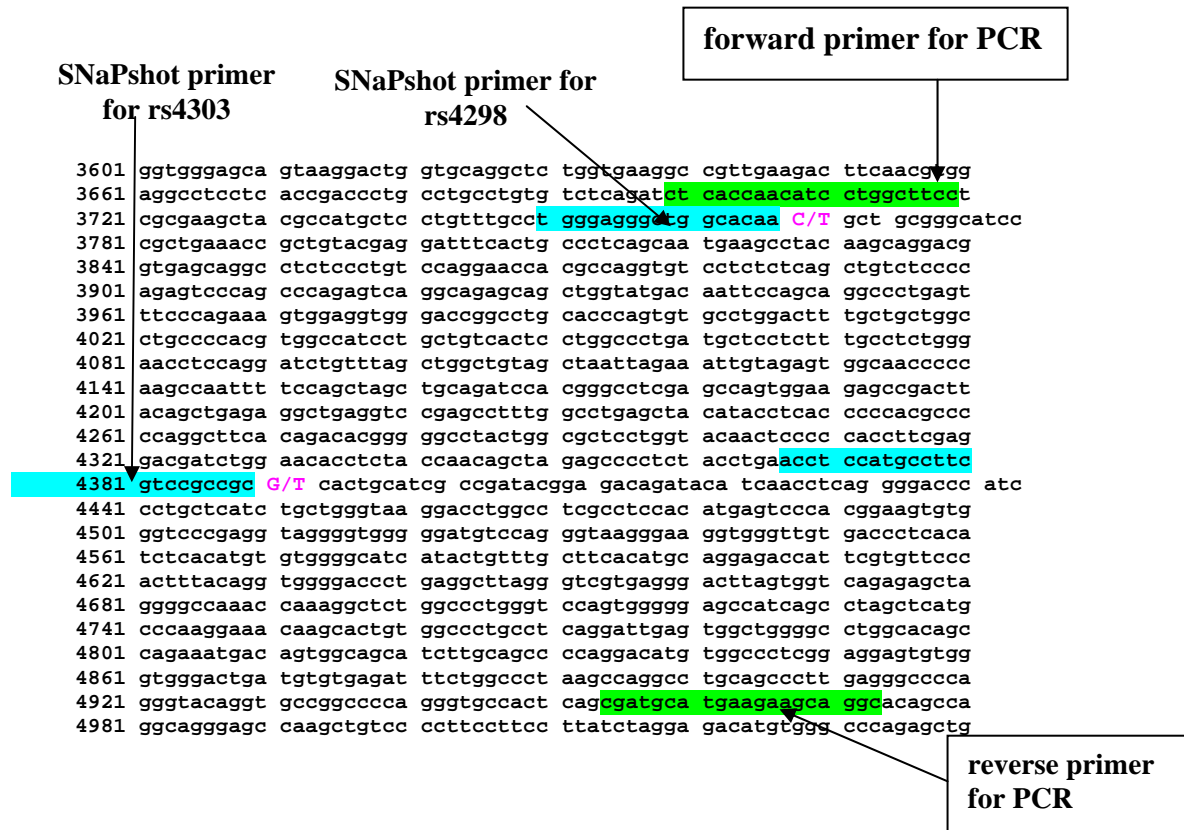 forward primer for PCR
SNaPshot primer
for rs4303
SNaPshot primer for
rs4298
3601 ggtgggagca gtaaggactg gtgcaggctc tggtgaaggc cgttgaagac ttcaacgtgg
3661 aggcctcctc accgaccctg cctgcctgtg tctcagatct caccaacatc ctggcttcct
3721 cgcgaagcta cgccatgctc ctgtttgcct gggagggctg gcacaa C/T gct gcgggcatcc
3781 cgctgaaacc gctgtacgag gatttcactg ccctcagcaa tgaagcctac aagcaggacg
3841 gtgagcaggc ctctccctgt ccaggaacca cgccaggtgt cctctctcag ctgtctcccc
3901 agagtcccag cccagagtca ggcagagcag ctggtatgac aattccagca ggccctgagt
3961 ttcccagaaa gtggaggtgg gaccggcctg cacccagtgt gcctggactt tgctgctggc
4021 ctgccccacg tggccatcct gctgtcactc ctggccctga tgctcctctt tgcctctggg
4081 aacctccagg atctgtttag ctggctgtag ctaattagaa attgtagagt ggcaaccccc
4141 aagccaattt tccagctagc tgcagatcca cgggcctcga gccagtggaa gagccgactt
4201 acagctgaga ggctgaggtc cgagcctttg gcctgagcta catacctcac ccccacgccc
4261 ccaggcttca cagacacggg ggcctactgg cgctcctggt acaactcccc caccttcgag
4321 gacgatctgg aacacctcta ccaacagcta gagcccctct acctgaacct ccatgccttc
4381 gtccgccgc G/T cactgcatcg ccgatacgga gacagataca tcaacctcag gggaccc atc
4441 cctgctcatc tgctgggtaa ggacctggcc tcgcctccac atgagtccca cggaagtgtg
4501 ggtcccgagg taggggtggg ggatgtccag ggtaagggaa ggtgggttgt gaccctcaca
4561 tctcacatgt gtggggcatc atactgtttg cttcacatgc aggagaccat tcgtgttccc
4621 actttacagg tggggaccct gaggcttagg gtcgtgaggg acttagtggt cagagagcta
4681 ggggccaaac caaaggctct ggccctgggt ccagtggggg agccatcagc ctagctcatg
4741 cccaaggaaa caagcactgt ggccctgcct caggattgag tggctggggc ctggcacagc
4801 cagaaatgac agtggcagca tcttgcagcc ccaggacatg tggccctcgg aggagtgtgg
4861 gtgggactga tgtgtgagat ttctggccct aagccaggcc tgcagccctt gagggcccca
4921 gggtacaggt gccggcccca gggtgccact cagcgatgca tgaagaagca ggcacagcca
4981 ggcagggagc caagctgtcc ccttccttcc ttatctagga gacatgtggg cccagagctg
reverse primer
for PCR